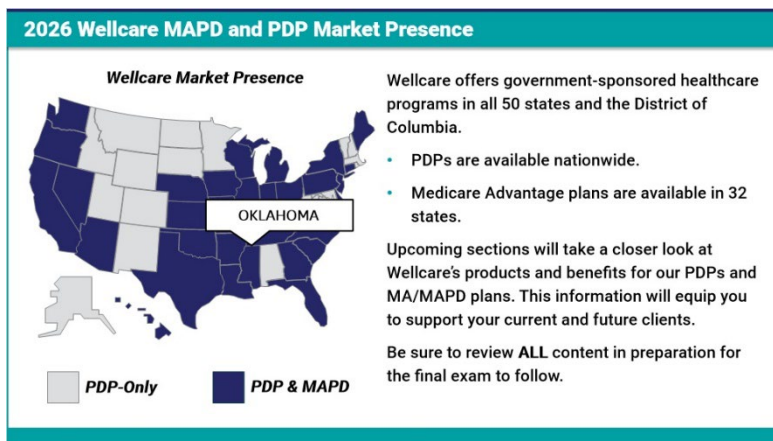 2026 Wellcare MAPD and PDP Market Presence
Wellcare Market Presence
OKLAHOMA
PDP-Only
PDP & MAPD
Wellcare offers government-sponsored healthcare
programs in all 50 states and the District of
Columbia.
• PDPs are available nationwide.
• Medicare Advantage plans are available in 32
states.
Upcoming sections will take a closer look at
Wellcare's products and benefits for our PDPs and
MA/MAPD plans. This information will equip you
to support your current and future clients.
Be sure to review ALL content in preparation for
the final exam to follow.